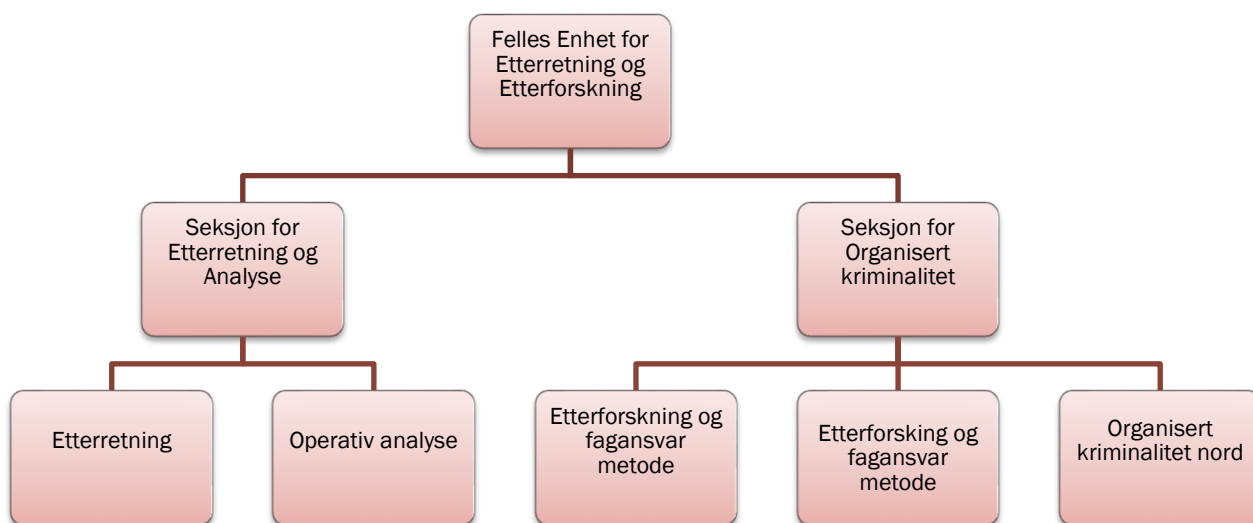 Felles Enhet for
Etterretning og
Etterforskning
Seksjon for
Etterretning og
Analyse
Seksjon for
Organisert
kriminalitet
Etterretning
Operativ analyse
Etterforskning og
fagansvar
metode
Etterforsking og
fagansvar
metode
Organisert
kriminalitet nord